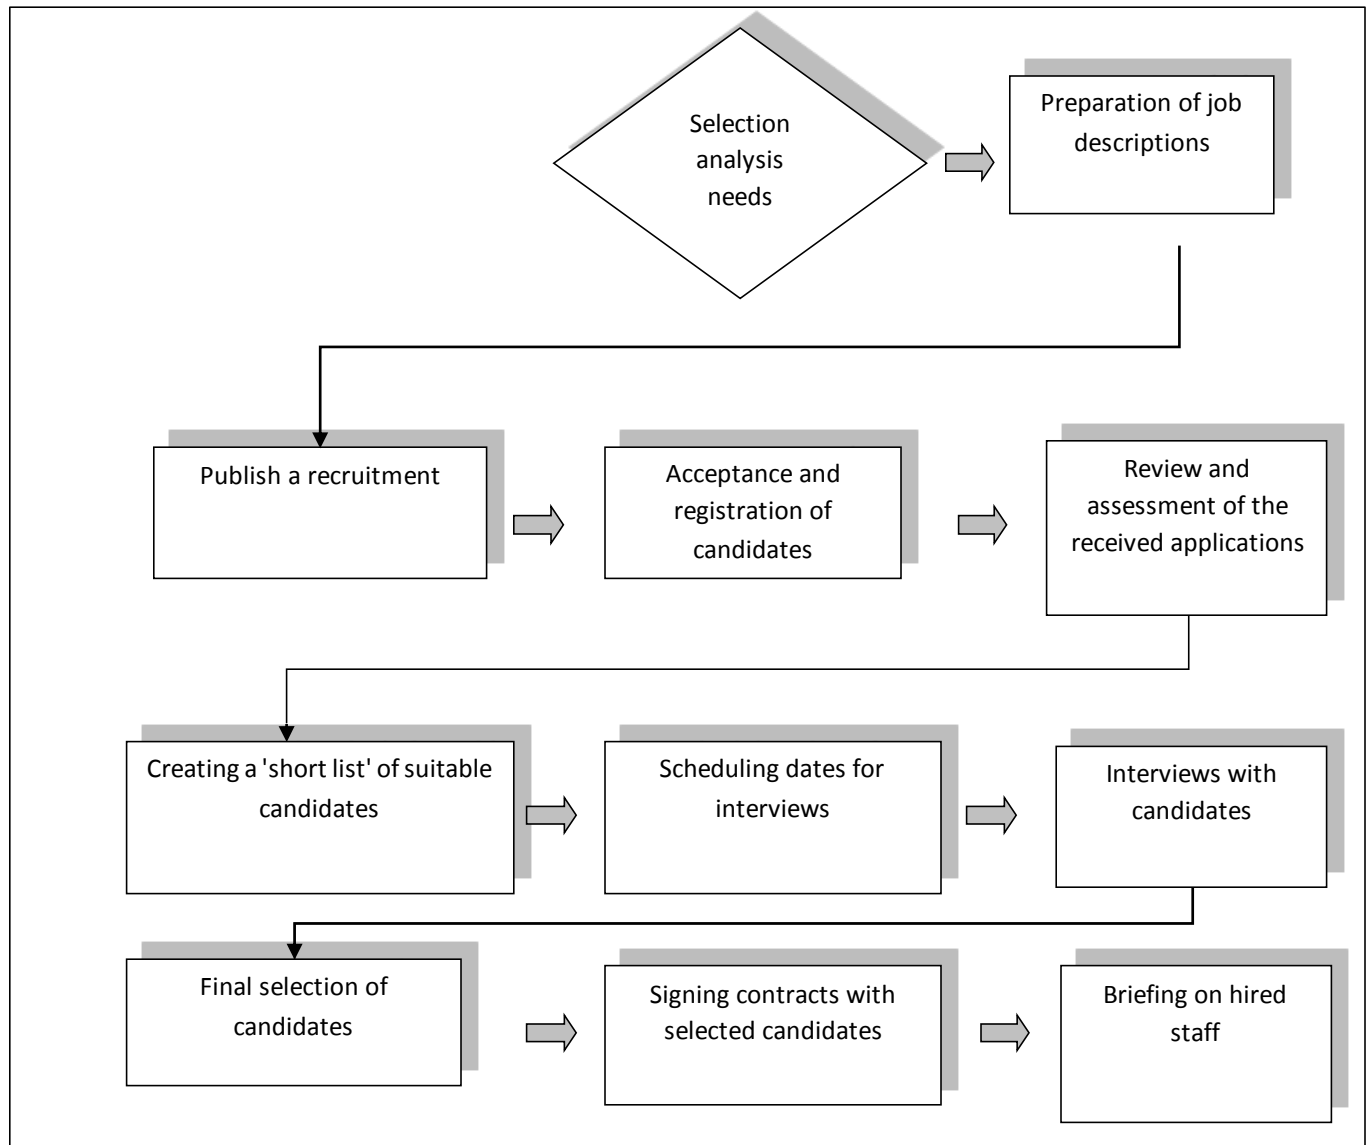 Selection
analysis
needs
Preparation of job
descriptions
Publish a recruitment
Acceptance and
registration of
candidates
Review and
assessment of the
received applications
Creating a 'short list' of suitable
candidates
Scheduling dates for
interviews
Interviews with
candidates
Final selection of
candidates
Signing contracts with
selected candidates
Briefing on hired
staff